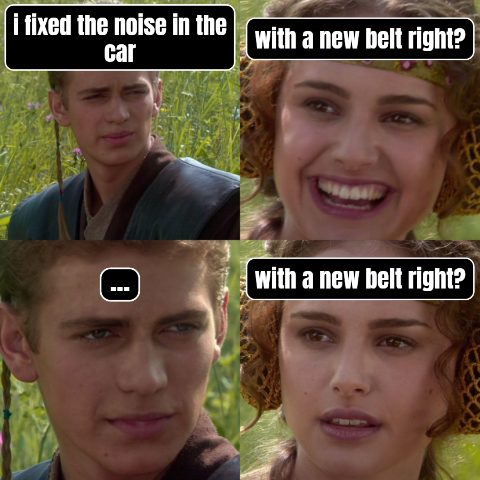 i fixed the noise in the
car
with a new belt right?
...
with a new belt right?